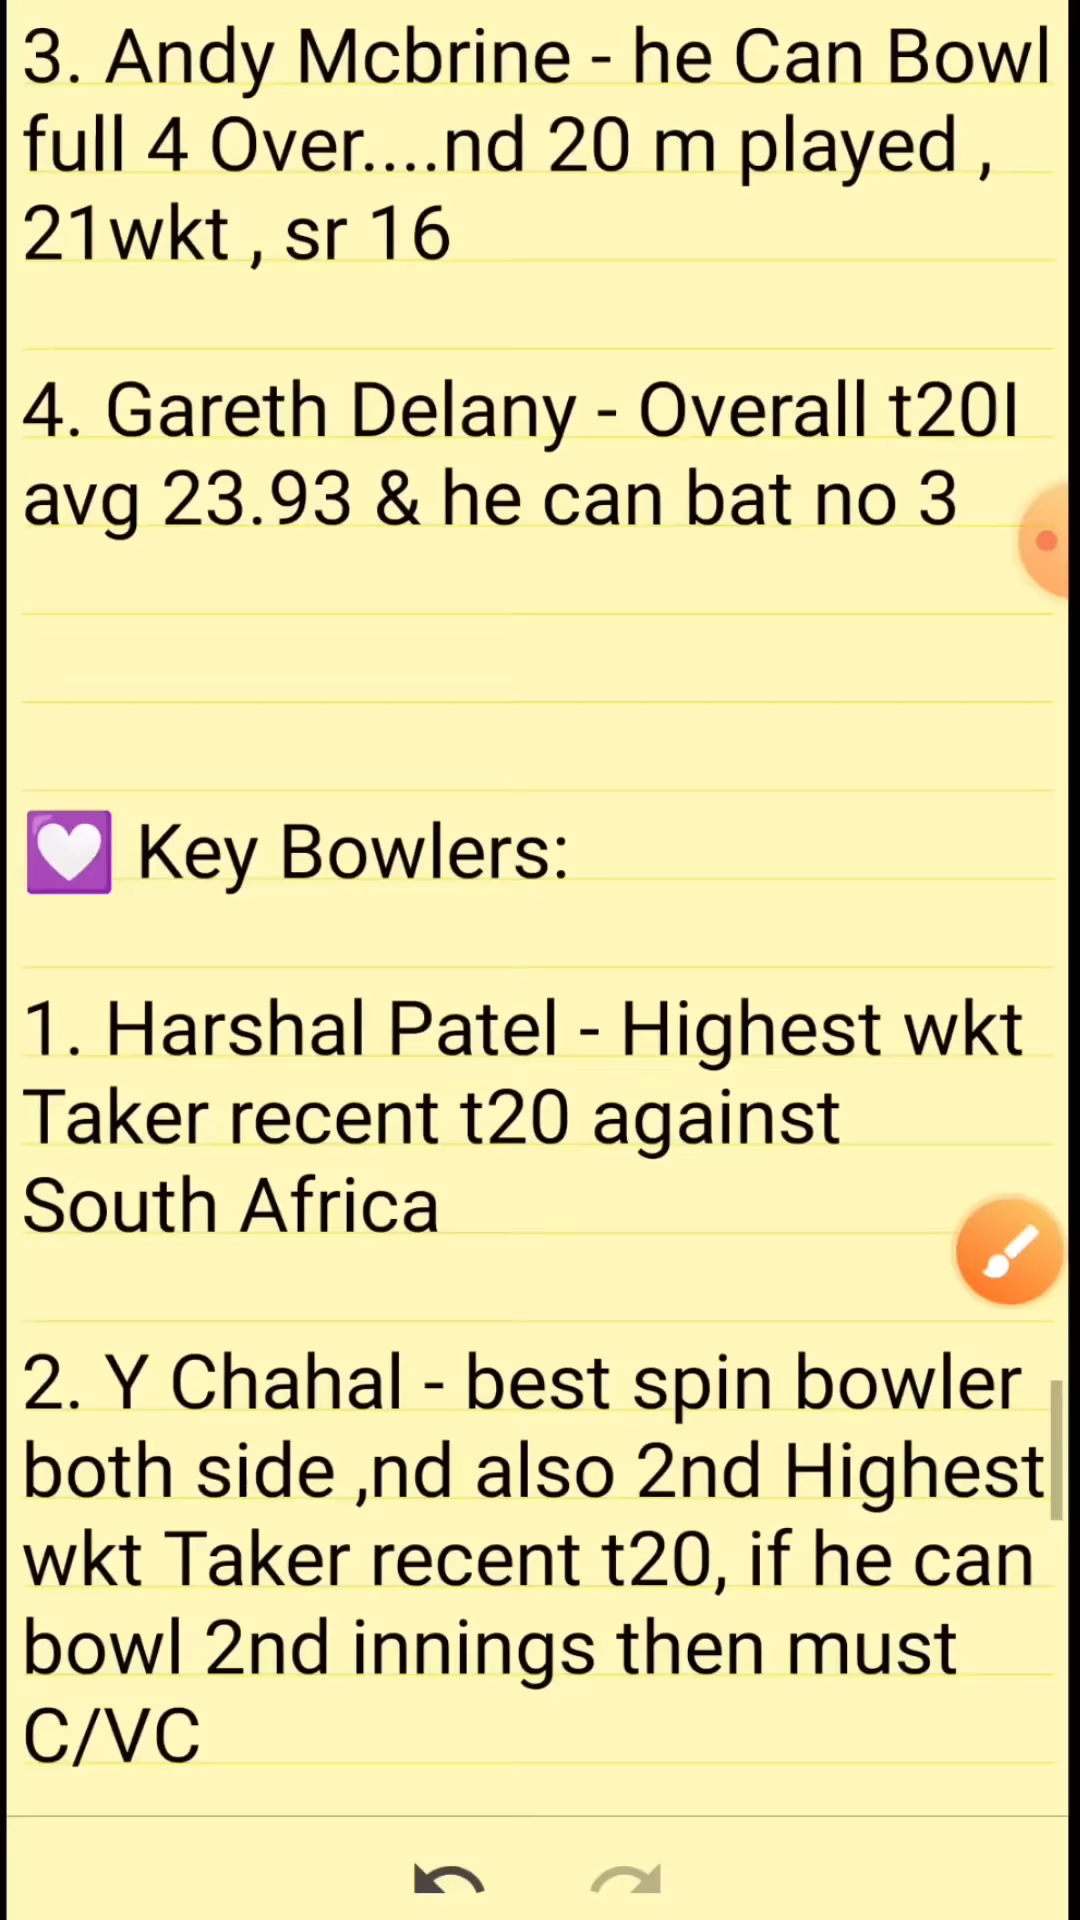 3. Andy Mcbrine - he Can Bowl
full 4 Over....nd 20 m played ,
21wkt , sr 16
4. Gareth Delany - Overall t20I
avg 23.93 & he can bat no 3
💟 Key Bowlers:
1. Harshal Patel - Highest wkt
Taker recent t20 against
South Africa
2. Y Chahal - best spin bowler
both side ,nd also 2nd Highest
wkt Taker recent t20, if he can
bowl 2nd innings then must
C/VC